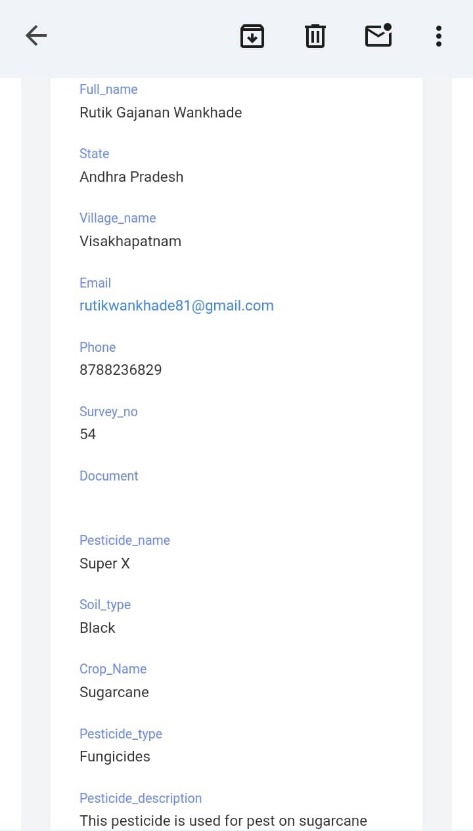 Full_name
Rutik Gajanan Wankhade
State
Andhra Pradesh
Village_name
Visakhapatnam
Email
rutikwankhade81@gmail.com
Phone
8788236829
Survey_no
54
Document
Pesticide_name
Super X
Soil_type
Black
Crop_Name
Sugarcane
Pesticide_type
Fungicides
Pesticide_description
This pesticide is used for pest on sugarcane